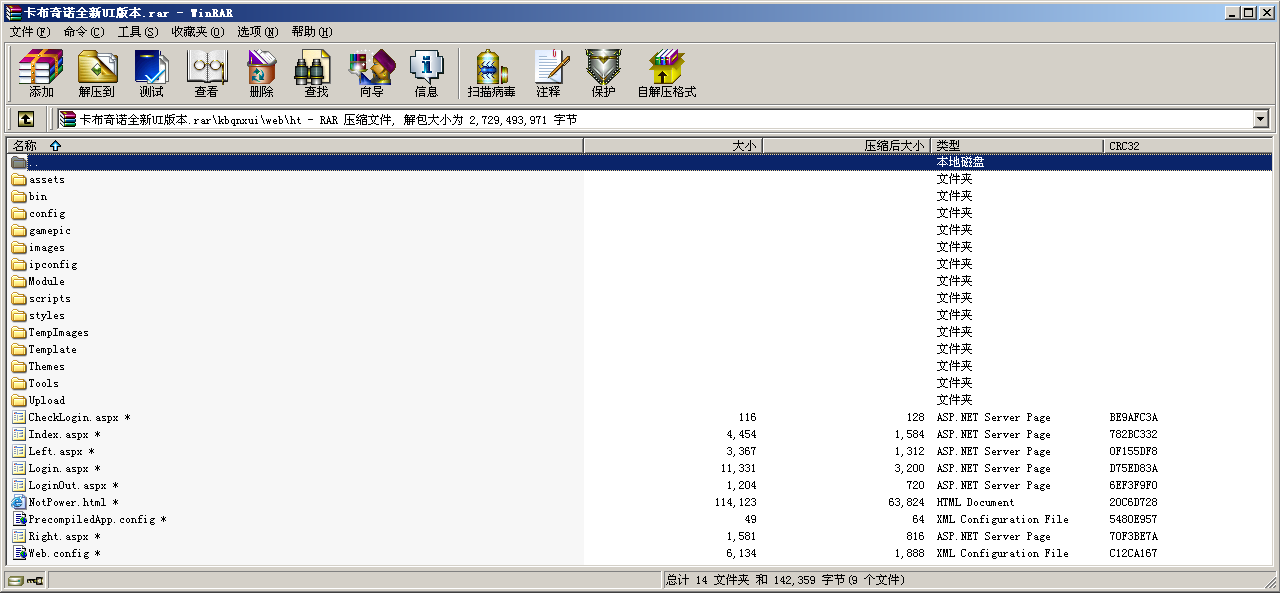 卡布奇诺全新UI版本.rar - WinRAR
文件(F) 命令(C) 工具(S) 收藏夹(O) 选项(N) 帮助(H)
添加 解压到 测试 查看 删除 查找 向导 信息 扫描病毒 注释 保护 自解压格式
卡布奇诺全新UI版本.rar\kbqnxui\web\ht - RAR 压缩文件, 解包大小为 2,729,493,971 字节
名称 大小 压缩后大小 类型 CRC32
.. 本地磁盘
assets 文件夹
bin 文件夹
config 文件夹
gamepic 文件夹
images 文件夹
ipconfig 文件夹
Module 文件夹
scripts 文件夹
styles 文件夹
TempImages 文件夹
Template 文件夹
Themes 文件夹
Tools 文件夹
Upload 文件夹
CheckLogin.aspx * 116 128 ASP.NET Server Page BE9AFC3A
Index.aspx * 4,454 1,584 ASP.NET Server Page 782BC332
Left.aspx * 3,367 1,312 ASP.NET Server Page 0F155DF8
Login.aspx * 11,331 3,200 ASP.NET Server Page D75ED83A
LoginOut.aspx * 1,204 720 ASP.NET Server Page 6EF3F9F0
NotPower.html * 114,123 63,824 HTML Document 20C6D728
PrecompiledApp.config * 49 64 XML Configuration File 5480E957
Right.aspx * 1,581 816 ASP.NET Server Page 70F3BE7A
Web.config * 6,134 1,888 XML Configuration File C12CA167
总计 14 文件夹 和 142,359 字节(9 个文件)